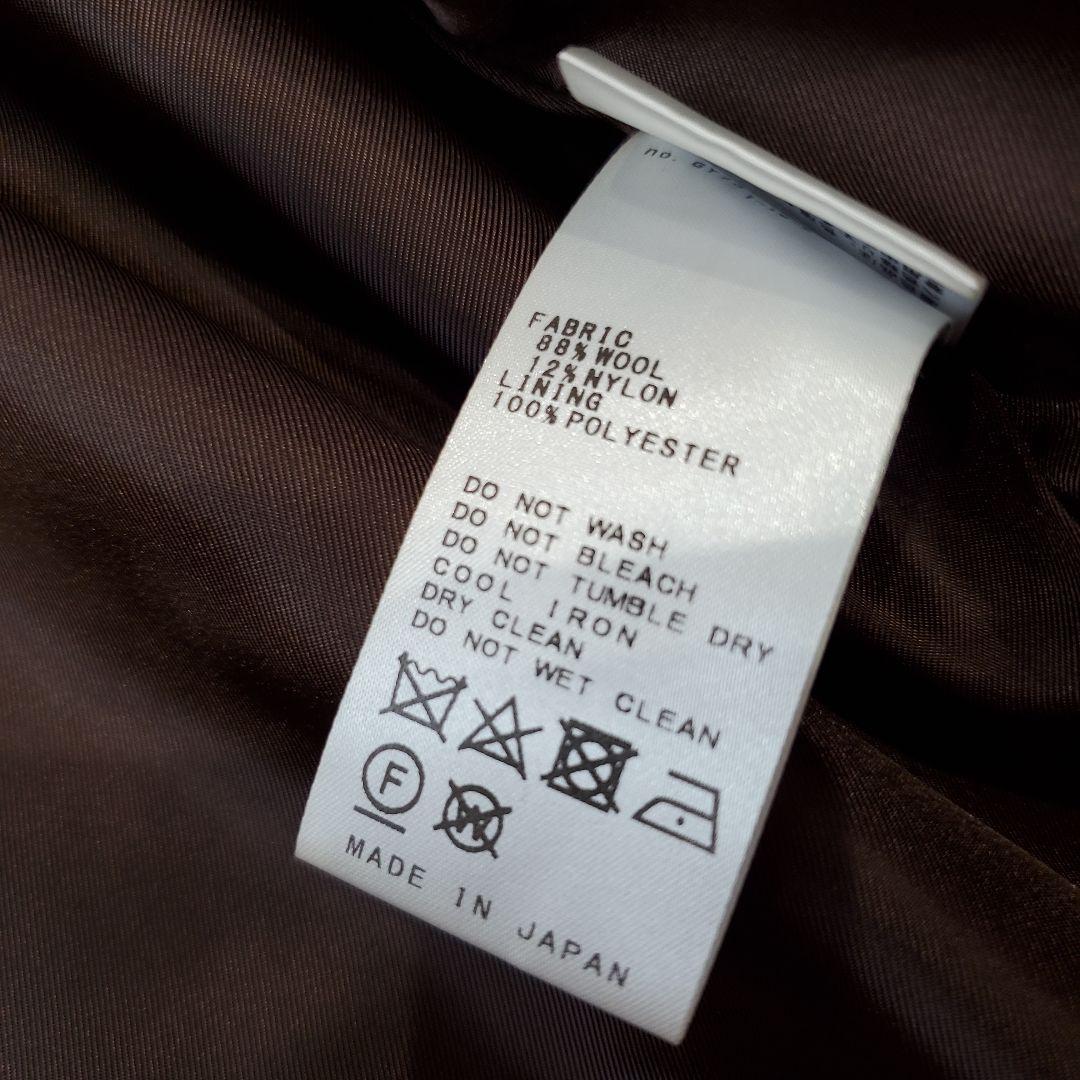 no.
FABRIC
88%WOOL
12%NYLON
LINING
100%POLYESTER
DO NOT WASH
DO NOT BLEACH
DO NOT TUMBLE DRY
COOL IRON
DRY CLEAN
DO NOT WET CLEAN
F
W
MADE IN JAPAN